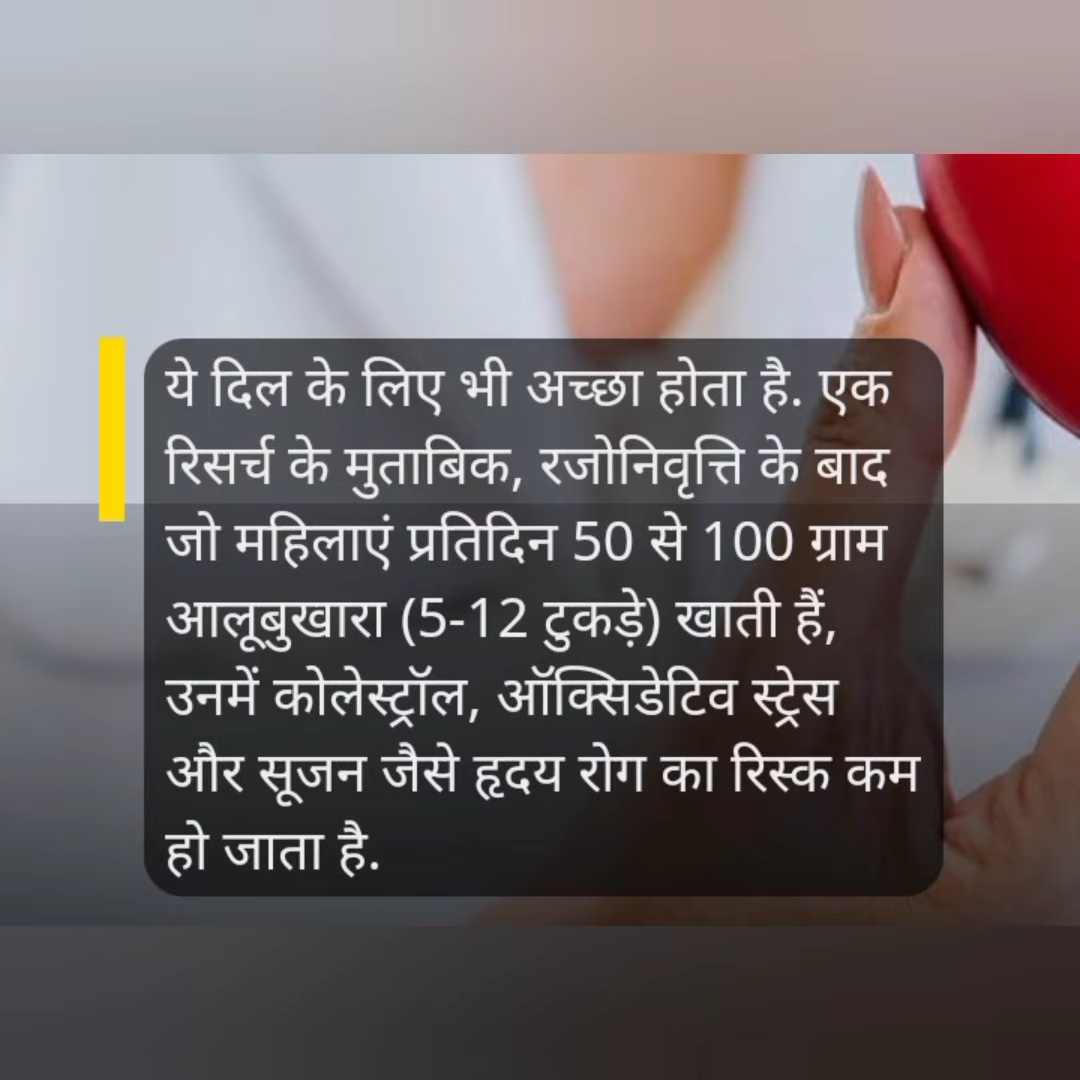 ये दिल के लिए भी अच्छा होता है. एक
रिसर्च के मुताबिक, रजोनिवृत्ति के बाद
जो महिलाएं प्रतिदिन 50 से 100 ग्राम
आलूबुखारा (5-12 टुकड़े) खाती हैं,
उनमें कोलेस्ट्रॉल, ऑक्सिडेटिव स्ट्रेस
और सूजन जैसे हृदय रोग का रिस्क कम
हो जाता है.